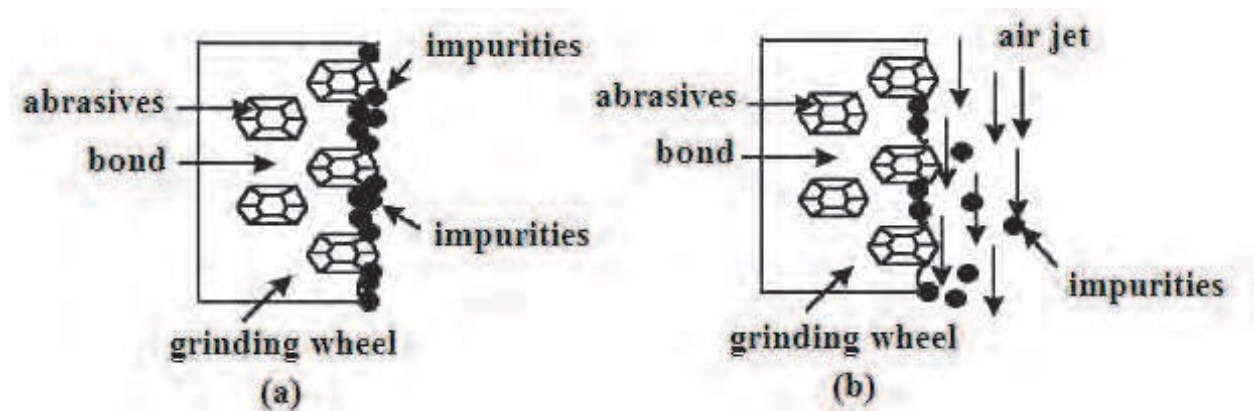 impurities
abrasives
bond
impurities
grinding wheel
(a)
air jet
abrasives
bond
impurities
grinding wheel
(b)